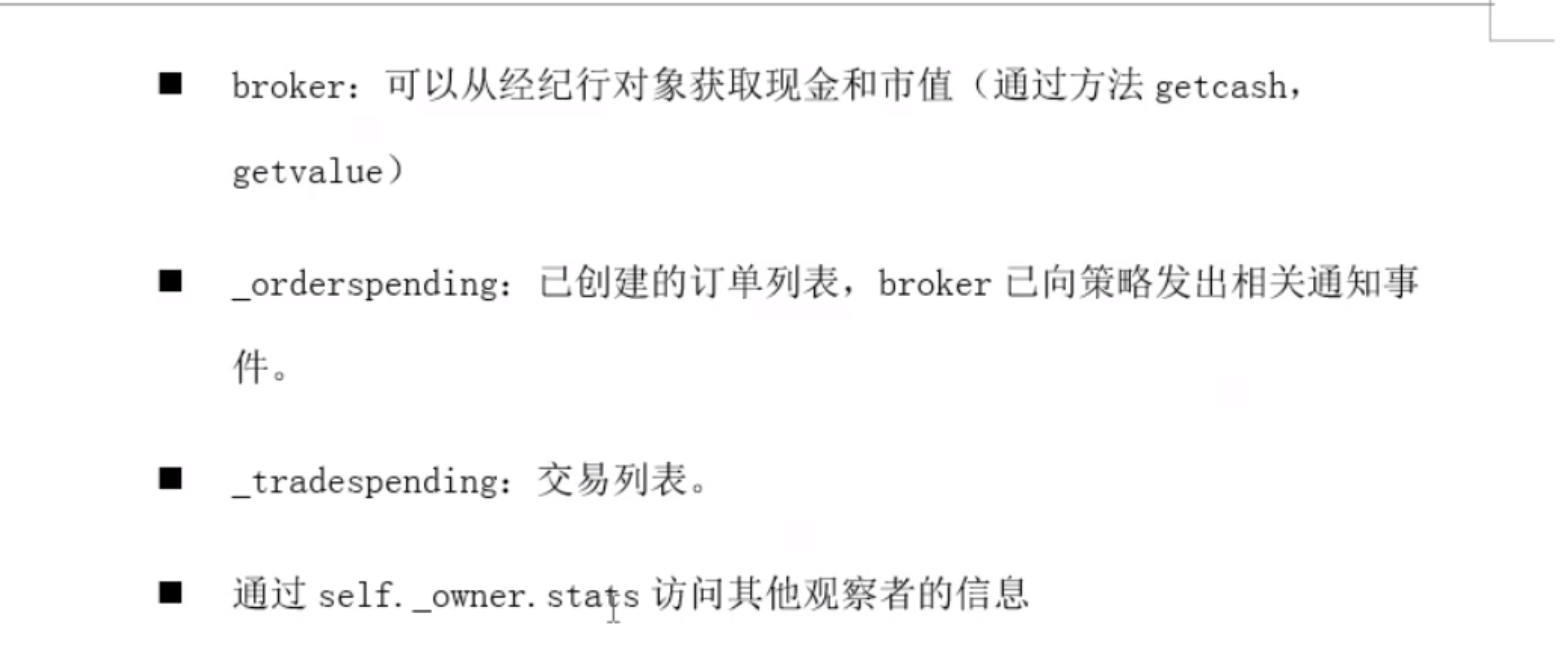 ■ broker：可以从经纪行对象获取现金和市值（通过方法 getcash，
getvalue）
■ _orderspending：已创建的订单列表，broker 已向策略发出相关通知事
件。
■ _tradespending：交易列表。
■ 通过 self._owner.stats 访问其他观察者的信息